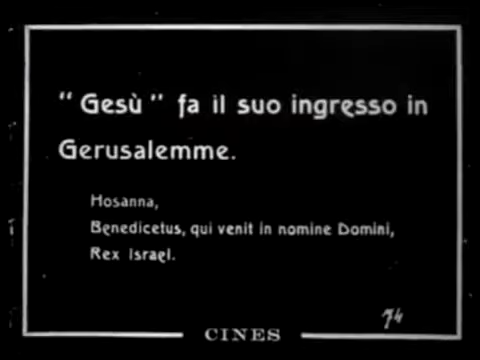 “Gesù” fa il suo ingresso in
Gerusalemme.
Hosanna,
Benedicetus, qui venit in nomine Domini,
Rex Israel.
74
CINES